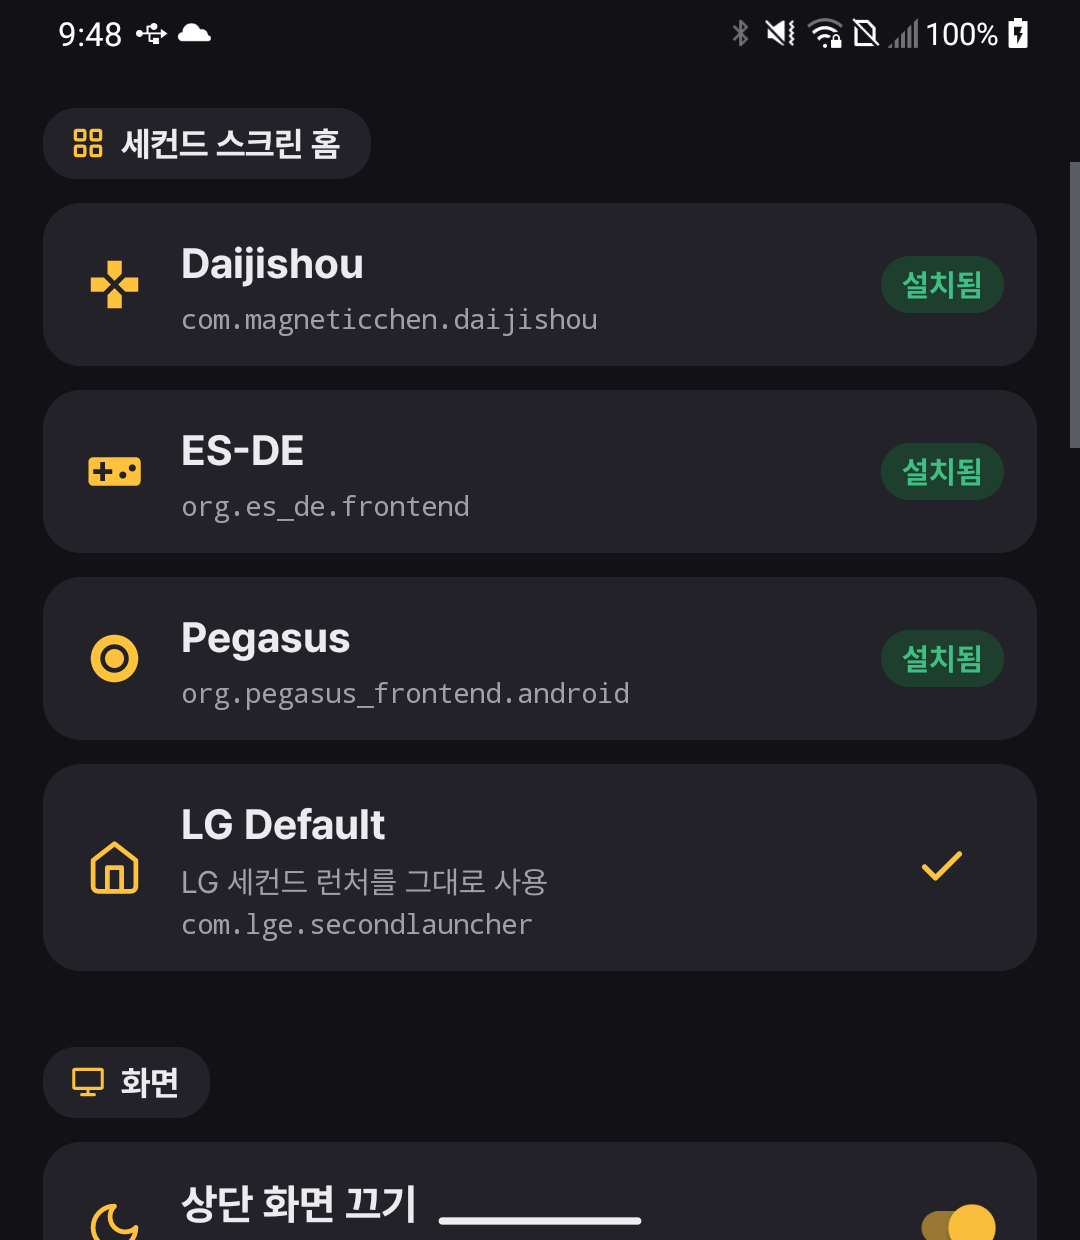 9:48
100%
세컨드 스크린 홈
Daijishou
com.magneticchen.daijishou
설치됨
ES-DE
org.es_de.frontend
설치됨
Pegasus
org.pegasus_frontend.android
설치됨
LG Default
LG 세컨드 런처를 그대로 사용
com.lge.secondlauncher
화면
상단 화면 끄기